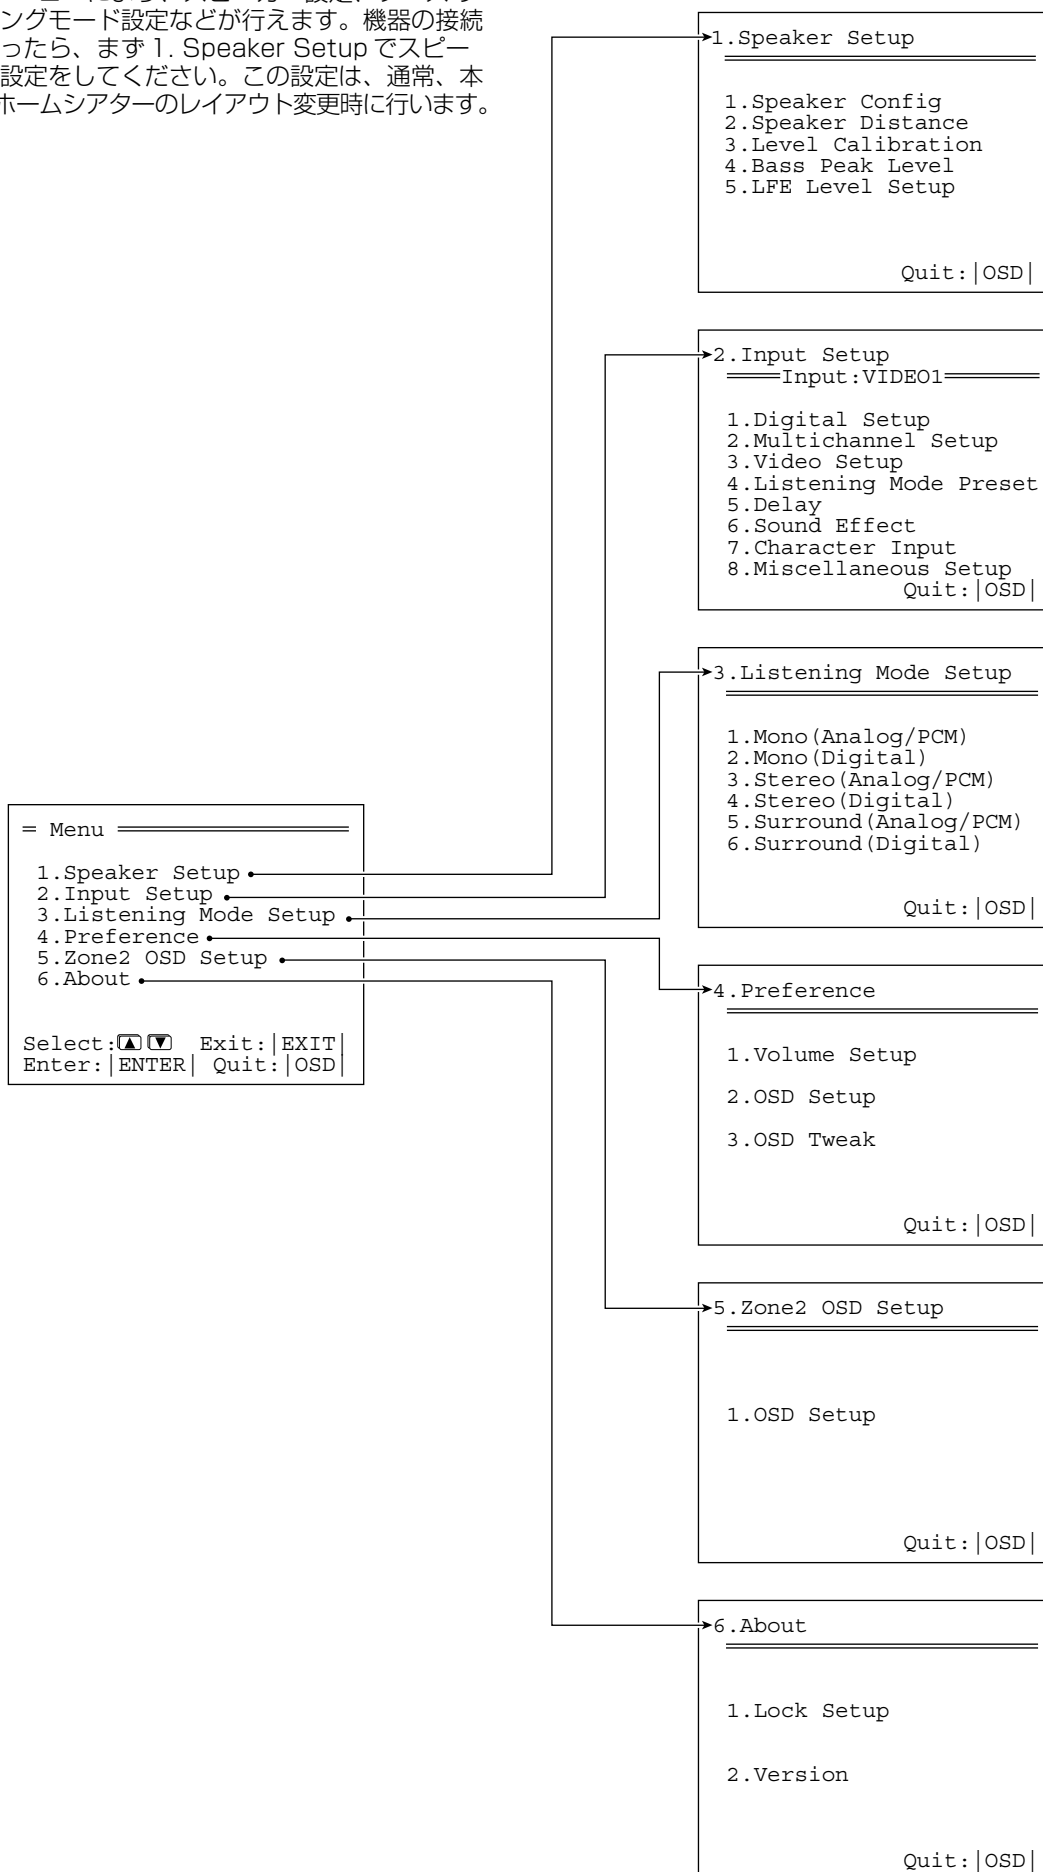 ングモード設定などが行えます。機器の接続
ったら、まず 1. Speaker Setup でスピー
設定をしてください。この設定は、通常、本
ホームシアターのレイアウト変更時に行います。
1.Speaker Setup
1.Speaker Config
2.Speaker Distance
3.Level Calibration
4.Bass Peak Level
5.LFE Level Setup
Quit:|OSD|
2.Input Setup
Input:VIDEO1
1.Digital Setup
2.Multichannel Setup
3.Video Setup
4.Listening Mode Preset
5.Delay
6.Sound Effect
7.Character Input
8.Miscellaneous Setup
Quit:|OSD|
3.Listening Mode Setup
1.Mono(Analog/PCM)
2.Mono(Digital)
3.Stereo(Analog/PCM)
4.Stereo(Digital)
5.Surround(Analog/PCM)
6.Surround(Digital)
Quit:|OSD|
= Menu
1.Speaker Setup
2.Input Setup
3.Listening Mode Setup
4.Preference
5.Zone2 OSD Setup
6.About
Select:▲▼ Exit:|EXIT|
Enter:|ENTER| Quit:|OSD|
4.Preference
1.Volume Setup
2.OSD Setup
3.OSD Tweak
Quit:|OSD|
5.Zone2 OSD Setup
1.OSD Setup
Quit:|OSD|
6.About
1.Lock Setup
2.Version
Quit:|OSD|